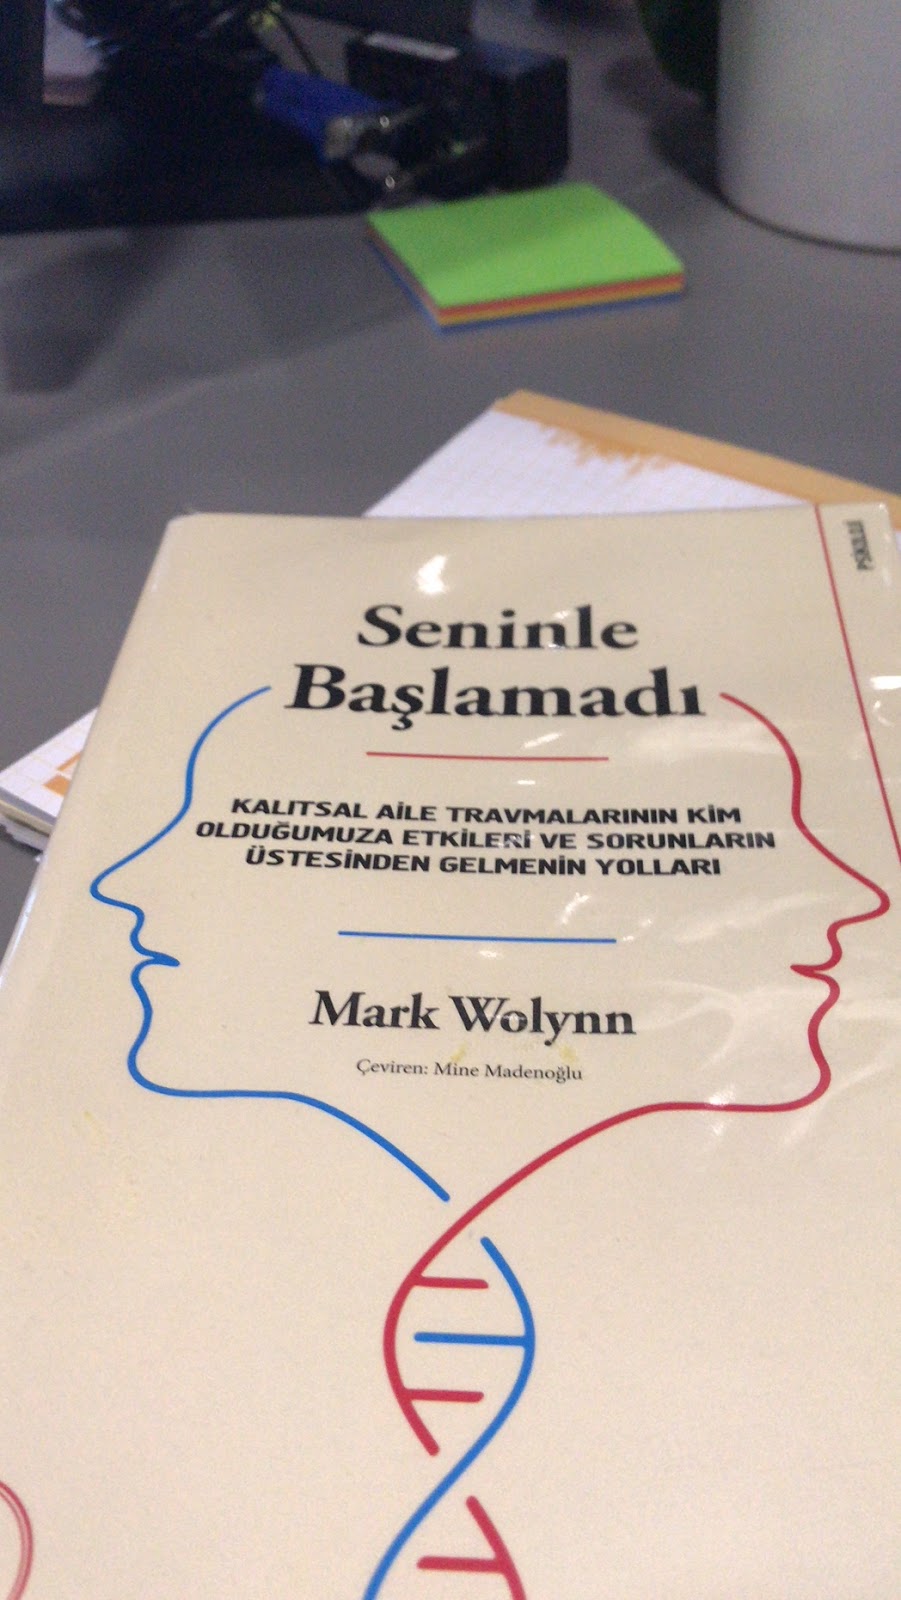 Seninle
Başlamadı
KALITSAL AİLE TRAVMALARININ KİM
OLDUĞUMUZA ETKİLERİ VE SORUNLARIN
ÜSTESİNDEN GELMENİN YOLLARI
Mark Wolynn
Çeviren: Mine Madenoğlu